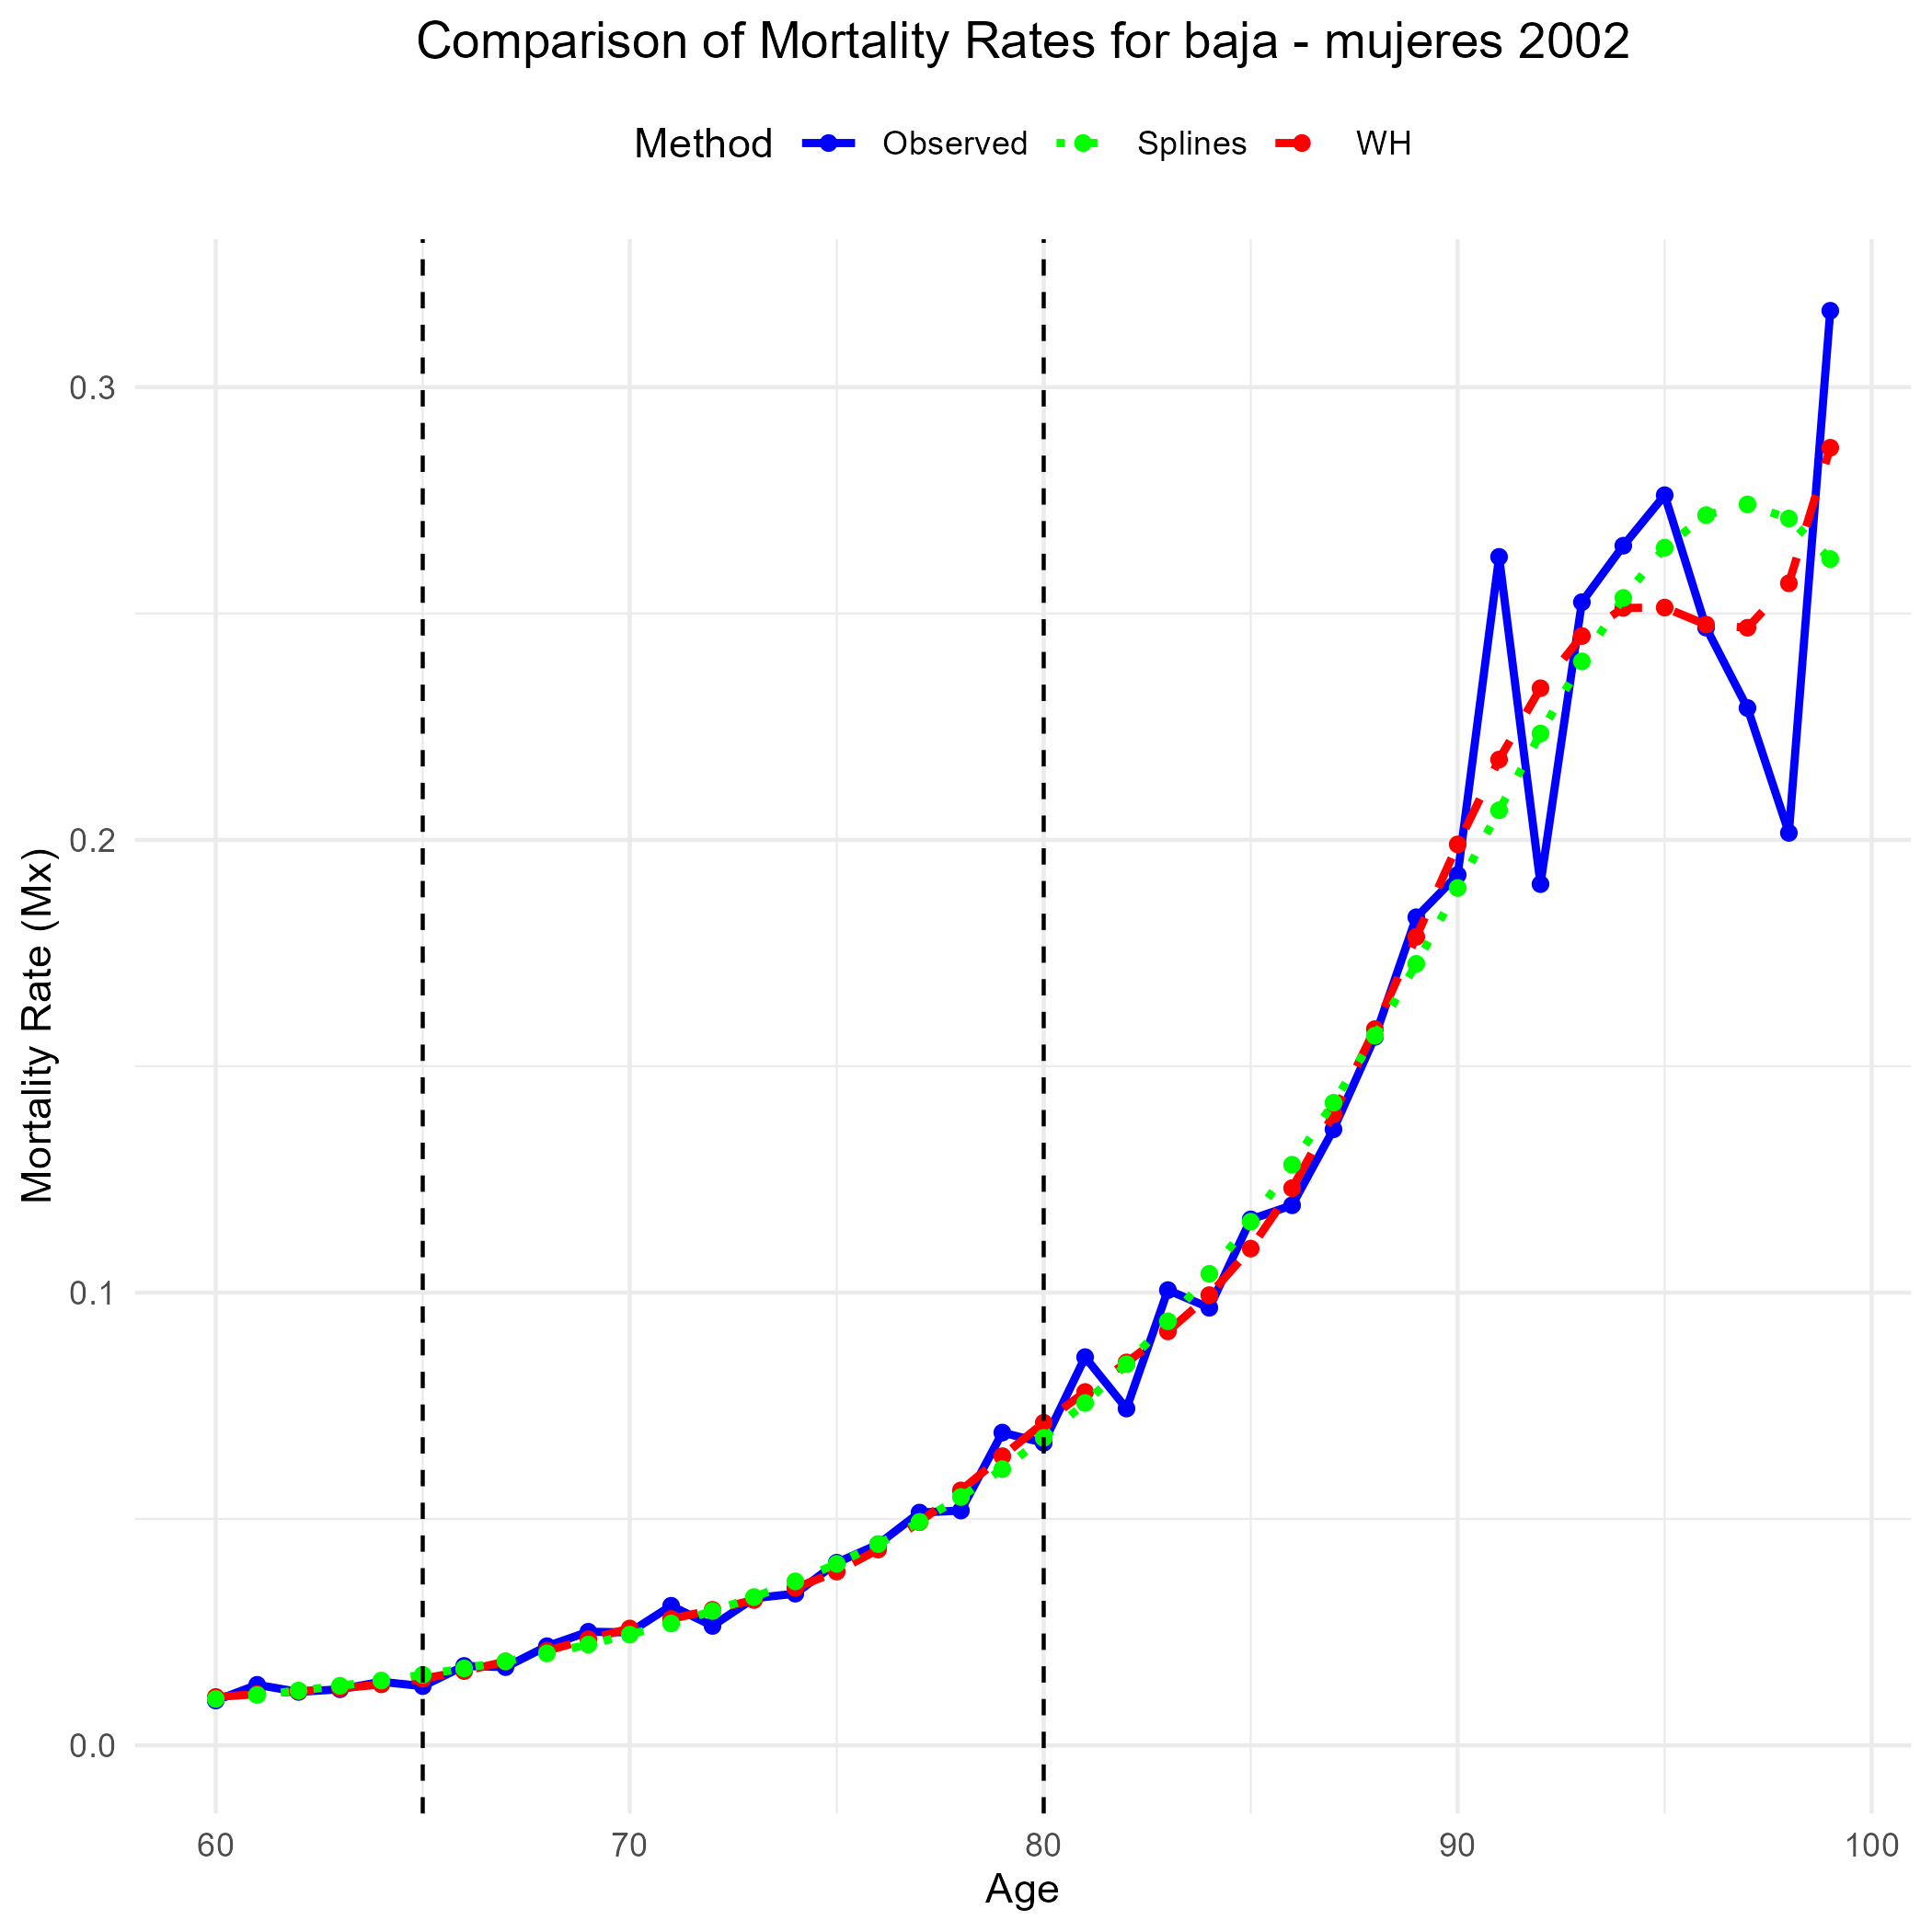 Comparison of Mortality Rates for baja - mujeres 2002
Method Observed Splines WH
Mortality Rate (Mx)
0.3
0.2
0.1
0.0
60 70 80 90 100
Age